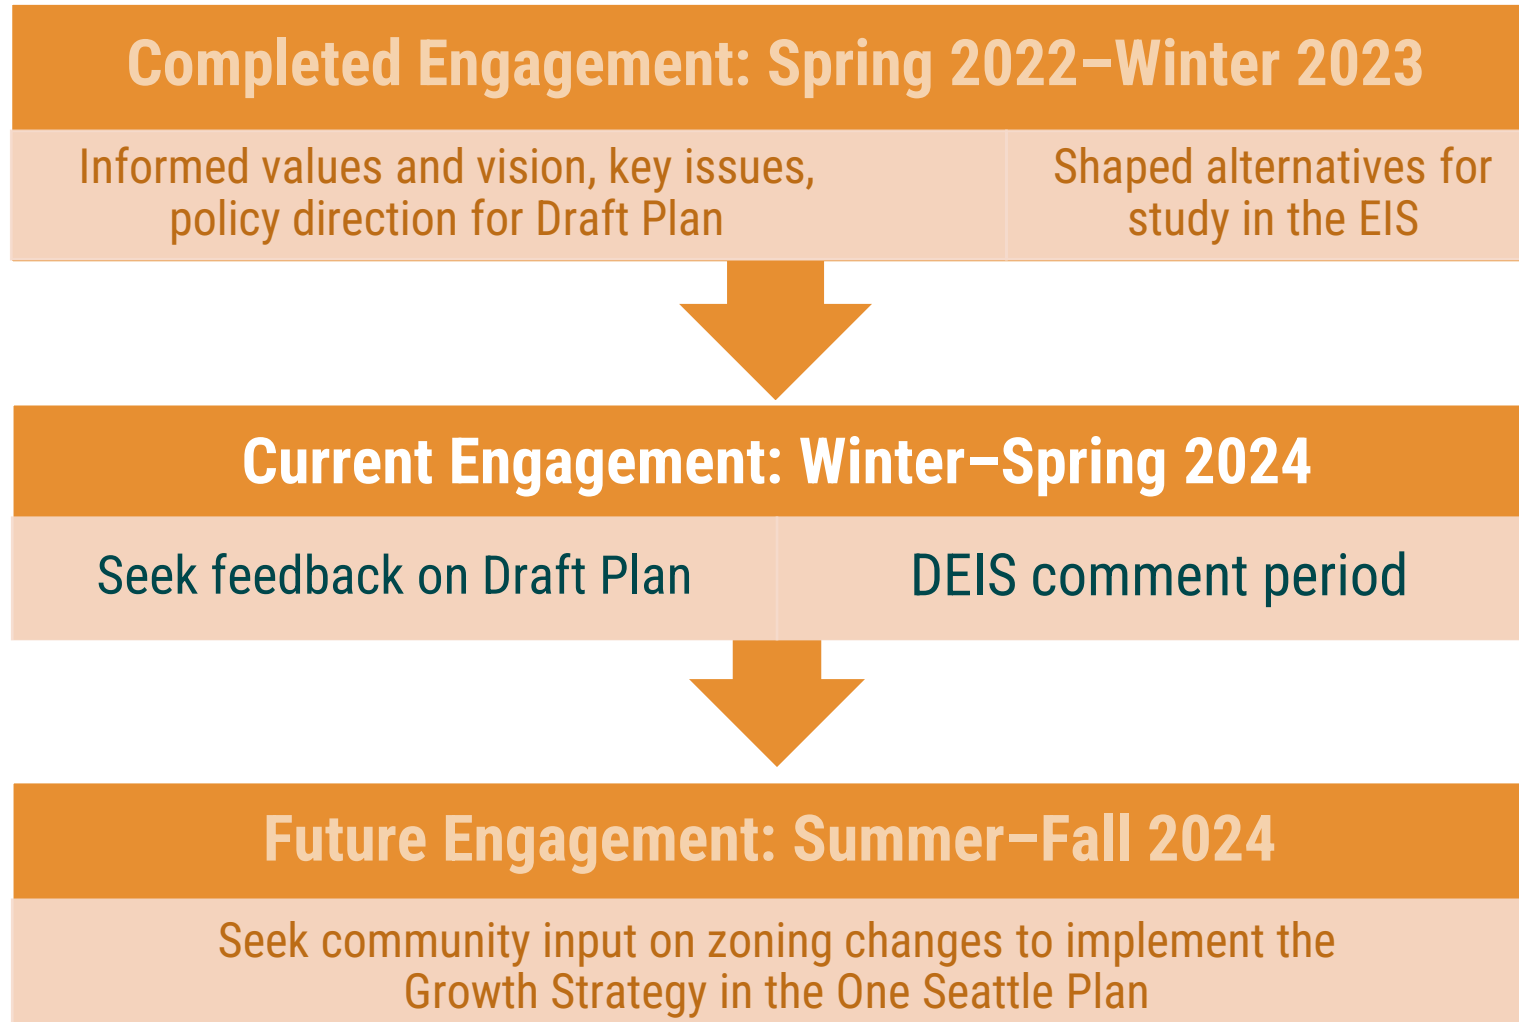 Completed Engagement: Spring 2022–Winter 2023
Informed values and vision, key issues,
policy direction for Draft Plan
Shaped alternatives for
study in the EIS
Current Engagement: Winter–Spring 2024
Seek feedback on Draft Plan
DEIS comment period
Future Engagement: Summer–Fall 2024
Seek community input on zoning changes to implement the
Growth Strategy in the One Seattle Plan